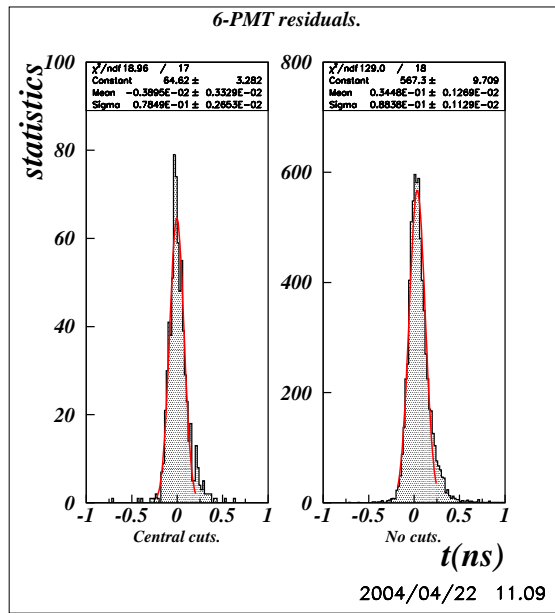 6-PMT residuals.
χ²/ndf 18.96 / 17
Constant 64.62 ± 3.282
Mean -0.3895E-02 ± 0.3329E-02
Sigma 0.7849E-01 ± 0.2653E-02
χ²/ndf 129.0 / 18
Constant 567.3 ± 9.709
Mean 0.3448E-01 ± 0.1269E-02
Sigma 0.8838E-01 ± 0.1129E-02
statistics
100
80
60
40
20
0
-1 -0.5 0 0.5 1
Central cuts.
800
600
400
200
0
-1 -0.5 0 0.5 1
No cuts.
t(ns)
2004/04/22 11.09